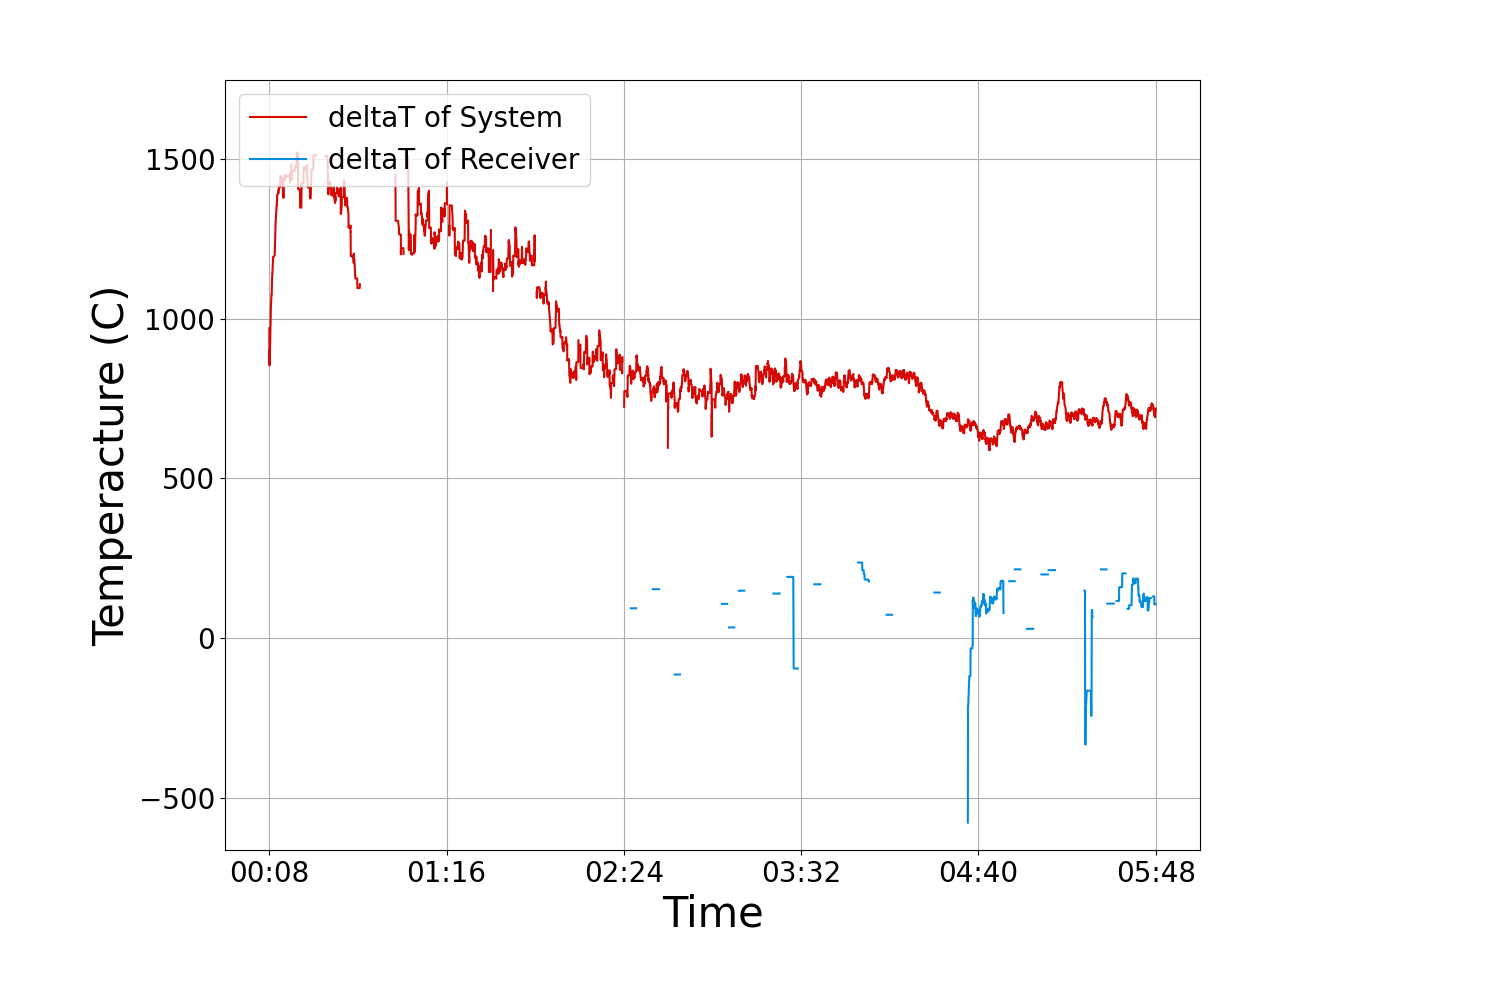 deltaT of System
deltaT of Receiver
1500
1000
500
0
−500
Temperacture (C)
00:08 01:16 02:24 03:32 04:40 05:48
Time